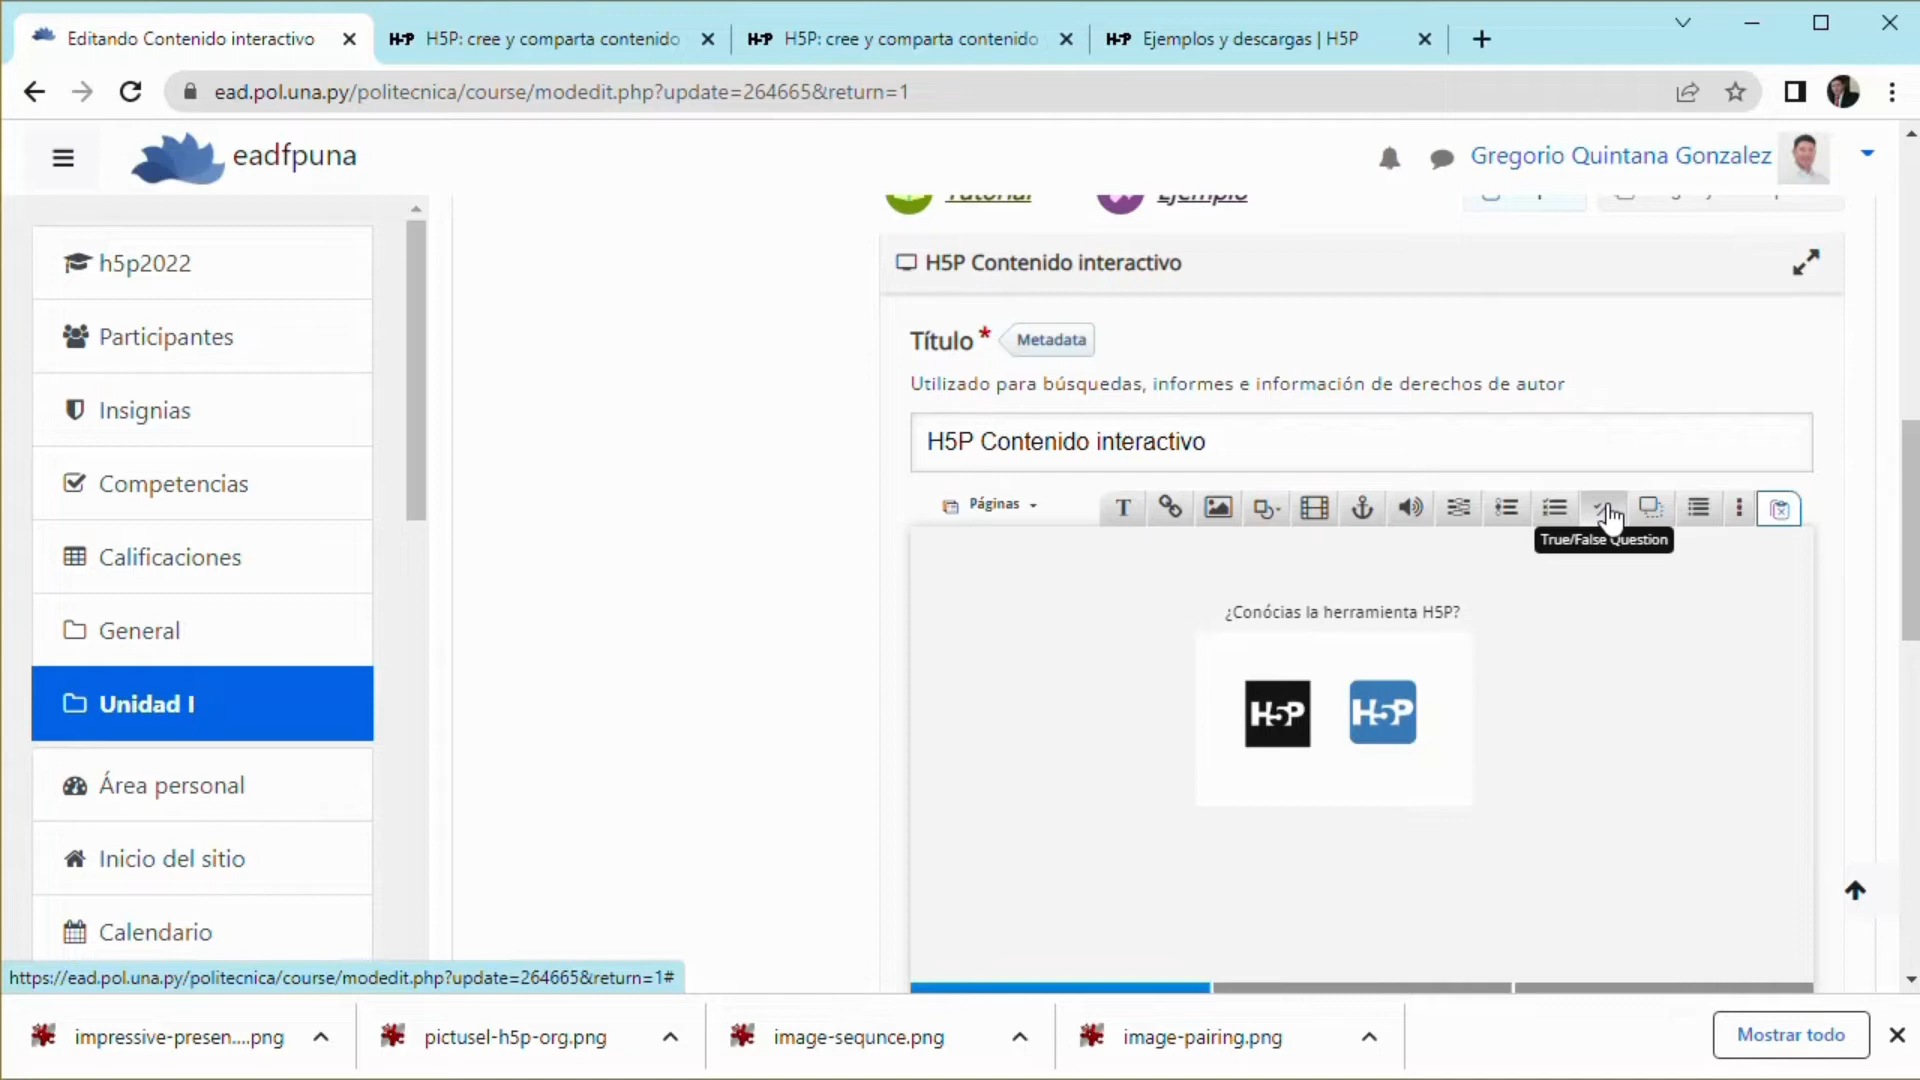 Editando Contenido interactivo
H5P H5P: cree y comparta contenido
H5P H5P: cree y comparta contenido
H5P Ejemplos y descargas | H5P
ead.pol.una.py/politecnica/course/modedit.php?update=264665&return=1
eadfpuna
Gregorio Quintana Gonzalez
Tutorial
Ejemplo
h5p2022
Participantes
Insignias
Competencias
Calificaciones
General
Unidad I
Área personal
Inicio del sitio
Calendario
H5P Contenido interactivo
Título * Metadata
Utilizado para búsquedas, informes e información de derechos de autor
H5P Contenido interactivo
Páginas
T
True/False Question
¿Conócias la herramienta H5P?
H5P H5P
https://ead.pol.una.py/politecnica/course/modedit.php?update=264665&return=1#
impressive-presen....png
pictusel-h5p-org.png
image-sequnce.png
image-pairing.png
Mostrar todo